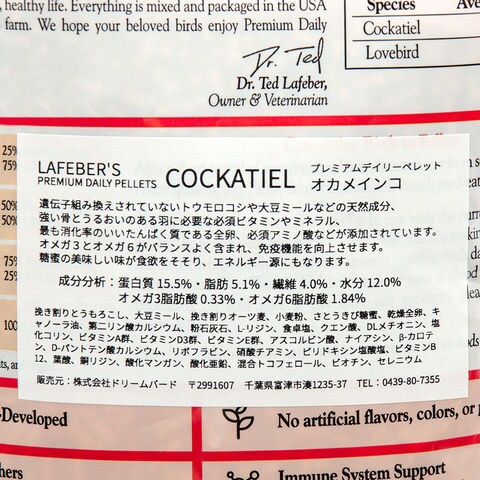 , healthy life. Everything is mixed and packaged in the USA
farm. We hope your beloved birds enjoy Premium Daily
Dr. Ted
Dr. Ted Lafeber,
Owner & Veterinarian
Species
Cockatiel
Lovebird
25%
75%
50%
50%
75%
25%
100
LAFEBER'S
PREMIUM DAILY PELLETS
COCKATIEL
プレミアムデイリーペレット
オカメインコ
遺伝子組み換えされていないトウモロコシや大豆ミールなどの天然成分、
強い骨とうるおいのある羽に必要な必須ビタミンやミネラル、
最も消化率のいいたんぱく質である全卵、必須アミノ酸などが添加されています。
オメガ3とオメガ6がバランスよく含まれ、免疫機能を向上させます。
糖蜜の美味しい味が食欲をそそり、エネルギー源にもなります。
成分分析：蛋白質 15.5%・脂肪 5.1%・繊維 4.0%・水分 12.0%
オメガ3脂肪酸 0.33%・オメガ6脂肪酸 1.84%
挽き割りとうもろこし、大豆ミール、挽き割りオーツ麦、小麦粉、さとうきび糖蜜、乾燥全卵、キ
ャノーラ油、第二リン酸カルシウム、粉石灰石、L-リジン、食卓塩、クエン酸、DLメチオニン、塩
化コリン、ビタミンA群、ビタミンD3群、ビタミンE群、アスコルビン酸、ナイアシン、β-カロテ
ン、D-パントテン酸カルシウム、リボフラビン、硝酸チアミン、ピリドキシン塩酸塩、ビタミンB
12、葉酸、銅リジン、酸化マンガン、酸化亜鉛、混合トコフェロール、ビオチン、セレニウム
販売元：株式会社ドリームバード 〒2991607 千葉県富津市湊1235-37 TEL: 0439-80-7355
-Developed
No artificial flavors, colors, or
Immune System Support